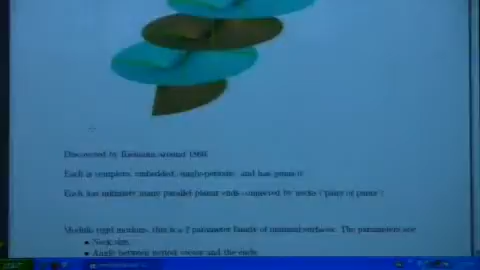 Discovered by Riemann around 1860
Each is complete, embedded, singly-periodic, and has genus 0
Each has infinitely many parallel planar ends connected by necks ("pairs of pants")
Modulo rigid motions, this is a 2 parameter family of minimal surfaces. The parameters are:
• Neck size.
• Angle between period vector and the ends.